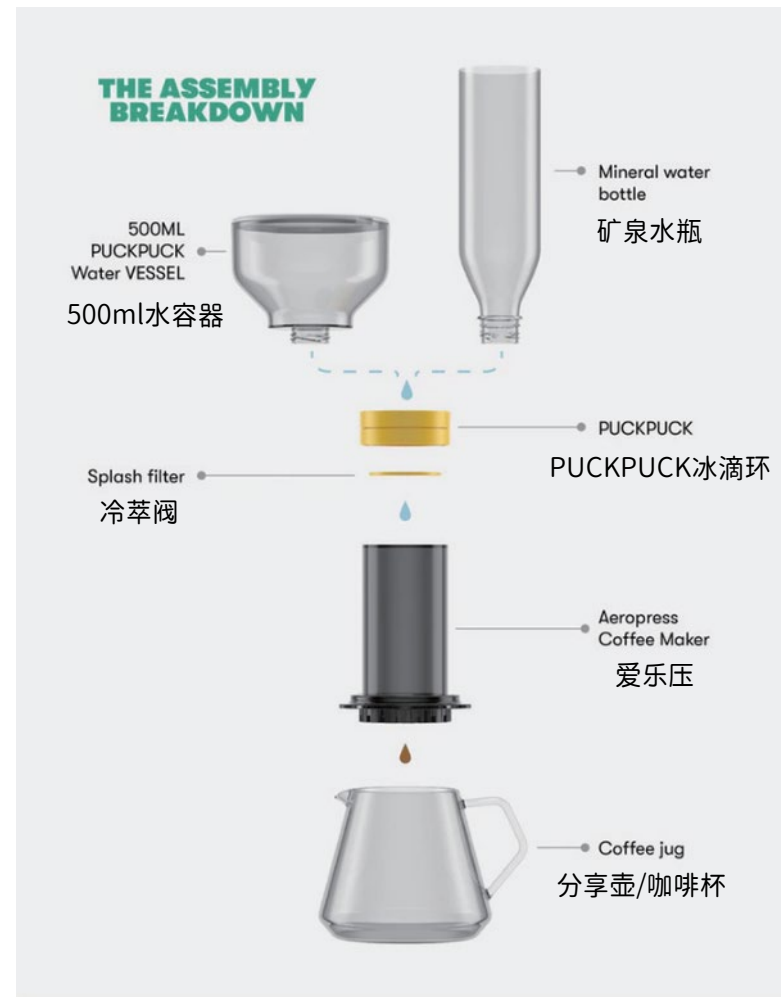 THE ASSEMBLY
BREAKDOWN
Mineral water
bottle
矿泉水瓶
500ML
PUCKPUCK
Water VESSEL
500ml水容器
PUCKPUCK
PUCKPUCK冰滴环
Splash filter
冷萃阀
Aeropress
Coffee Maker
爱乐压
Coffee jug
分享壶/咖啡杯